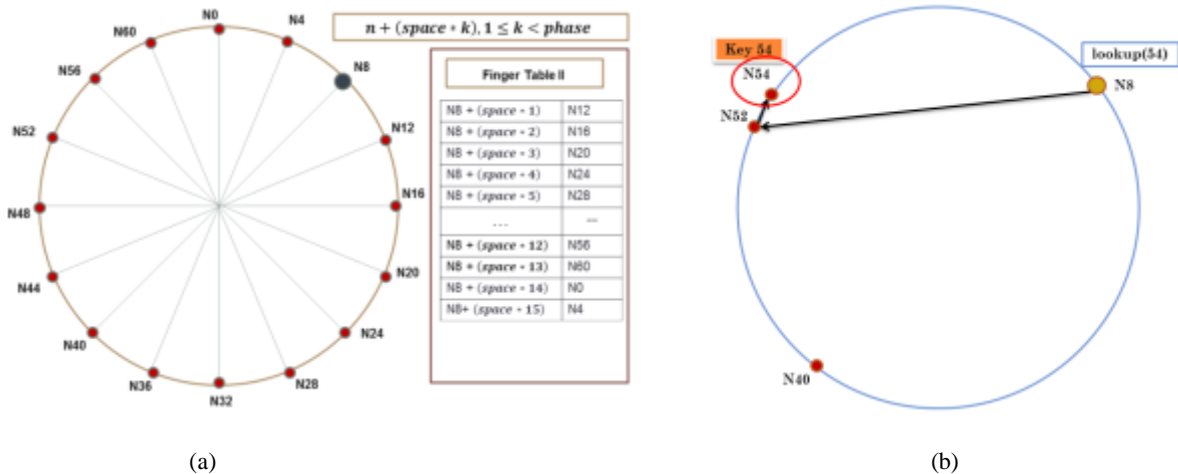 N0
N4
N60
N8
N56
N12
N52
N16
N48
N20
N44
N24
N40
N28
N36
N32
n + (space * k), 1 ≤ k < phase
Finger Table II
N8 + (space * 1) N12
N8 + (space * 2) N16
N8 + (space * 3) N20
N8 + (space * 4) N24
N8 + (space * 5) N28
... ...
N8 + (space * 12) N56
N8 + (space * 13) N60
N8 + (space * 14) N0
N8+ (space * 15) N4
(a)
Key 54
N54
lookup(54)
N8
N52
N40
(b)